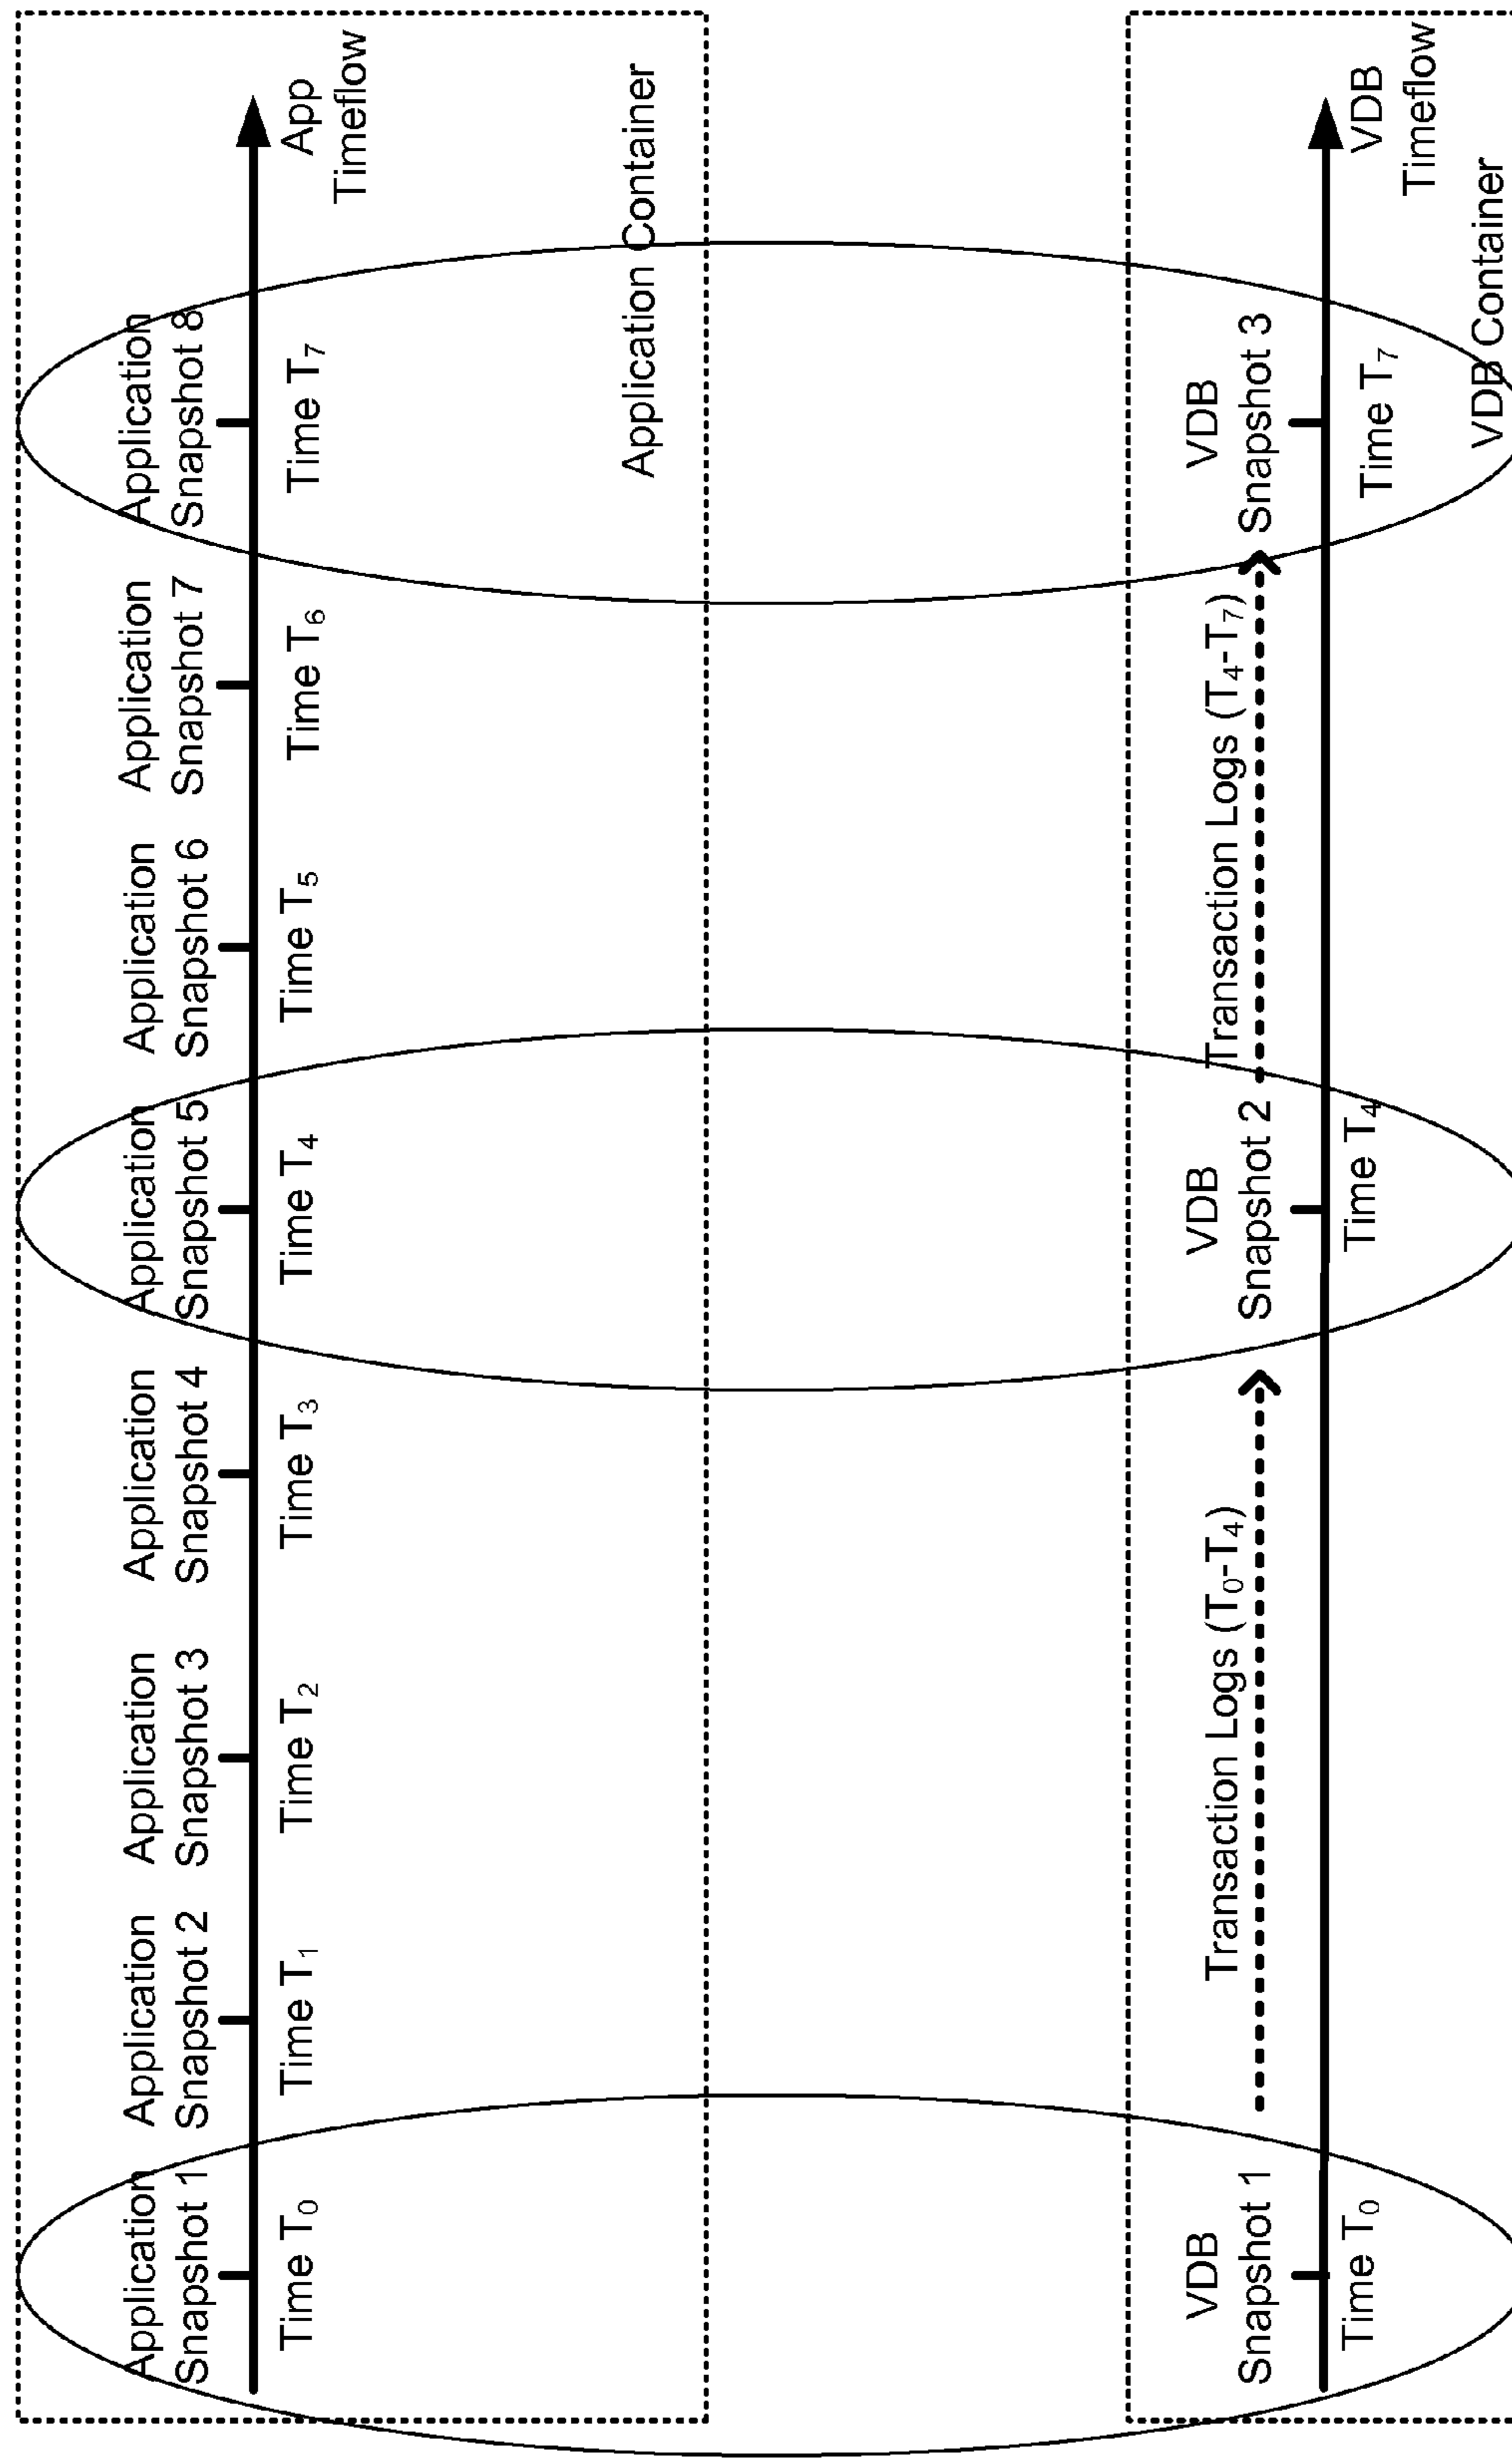 Application
Snapshot 1
Application
Snapshot 2
Application
Snapshot 3
Application
Snapshot 4
Application
Snapshot 5
Application
Snapshot 6
Application
Snapshot 7
Application
Snapshot 8
Time T₀
Time T₁
Time T₂
Time T₃
Time T₄
Time T₅
Time T₆
Time T₇
App
Timeflow
Application Container
VDB
Snapshot 1
Transaction Logs (T₀-T₄)
VDB
Snapshot 2
Transaction Logs (T₄-T₇)
VDB
Snapshot 3
Time T₀
Time T₄
Time T₇
VDB
Timeflow
VDB Container